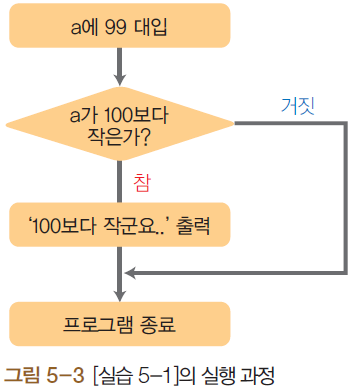 a에 99 대입
a가 100보다
작은가?
거짓
참
‘100보다 작군요..’ 출력
프로그램 종료
그림 5-3 [실습 5-1]의 실행 과정